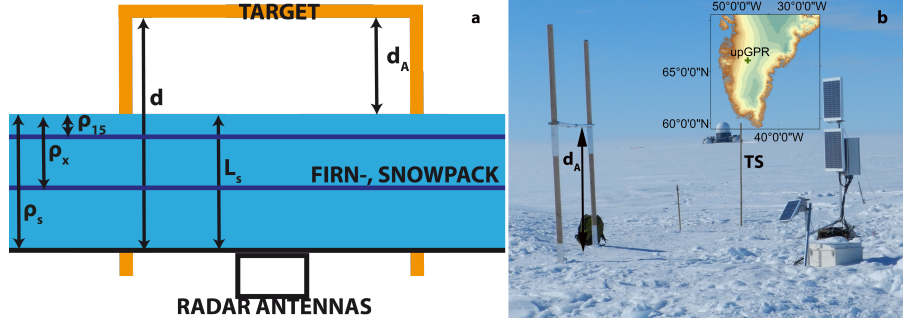 TARGET
a
d
dA
ρ15
ρx
Ls
FIRN-, SNOWPACK
ρs
RADAR ANTENNAS
50°0'0"W 30°0'0"W
b
upGPR
65°0'0"N
60°0'0"N
40°0'0"W
dA
TS